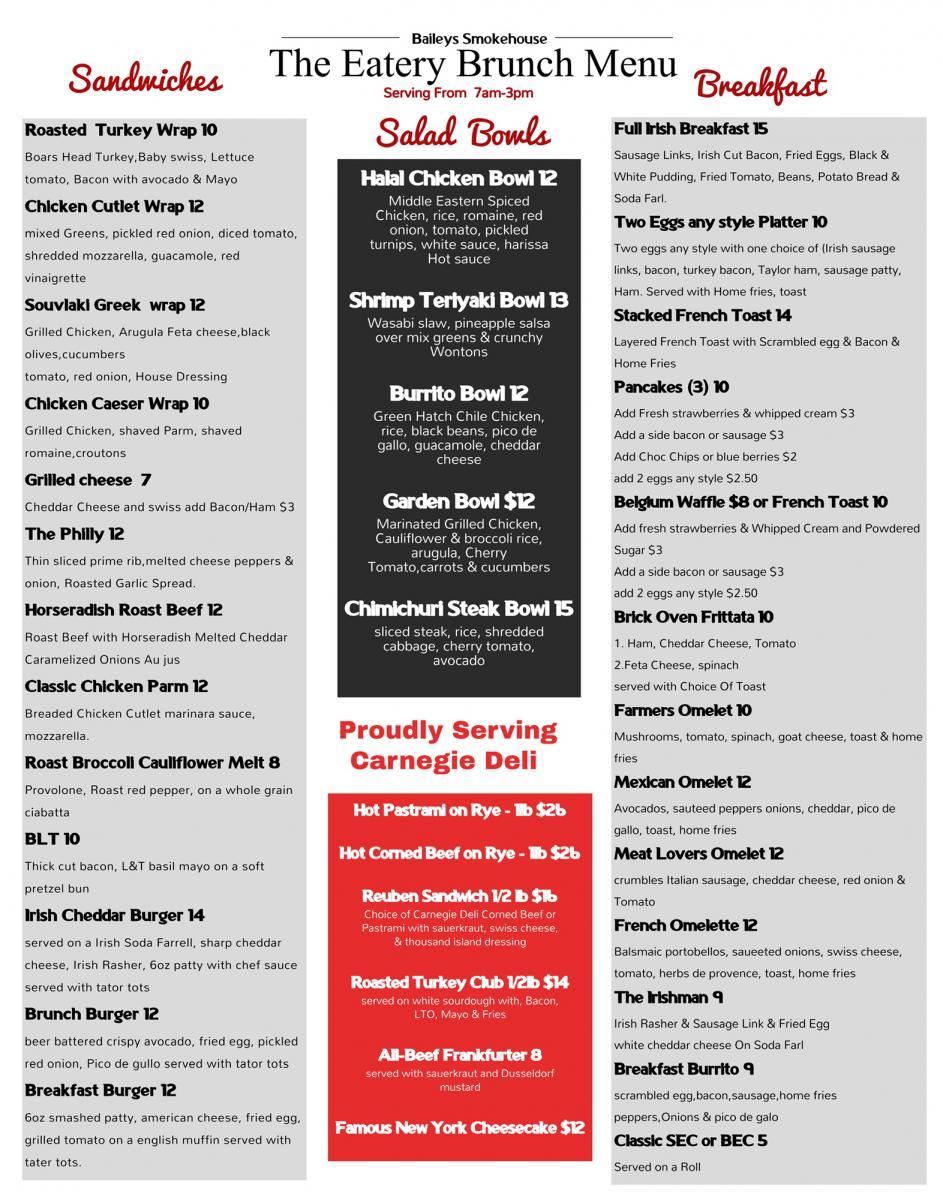 Baileys Smokehouse
The Eatery Brunch Menu
Serving From 7am-3pm
Sandwiches
Roasted Turkey Wrap 10
Boars Head Turkey,Baby swiss, Lettuce
tomato, Bacon with avocado & Mayo
Chicken Cutlet Wrap 12
mixed Greens, pickled red onion, diced tomato,
shredded mozzarella, guacamole, red
vinaigrette
Souvlaki Greek wrap 12
Grilled Chicken, Arugula Feta cheese,black
olives,cucumbers
tomato, red onion, House Dressing
Chicken Caeser Wrap 10
Grilled Chicken, shaved Parm, shaved
romaine,croutons
Grilled cheese 7
Cheddar Cheese and swiss add Bacon/Ham $3
The Philly 12
Thin sliced prime rib,melted cheese peppers &
onion, Roasted Garlic Spread.
Horseradish Roast Beef 12
Roast Beef with Horseradish Melted Cheddar
Caramelized Onions Au jus
Classic Chicken Parm 12
Breaded Chicken Cutlet marinara sauce,
mozzarella.
Roast Broccoli Cauliflower Melt 8
Provolone, Roast red pepper, on a whole grain
ciabatta
BLT 10
Thick cut bacon, L&T basil mayo on a soft
pretzel bun
Irish Cheddar Burger 14
served on a Irish Soda Farrell, sharp cheddar
cheese, Irish Rasher, 6oz patty with chef sauce
served with tator tots
Brunch Burger 12
beer battered crispy avocado, fried egg, pickled
red onion, Pico de gullo served with tator tots
Breakfast Burger 12
6oz smashed patty, american cheese, fried egg,
grilled tomato on a english muffin served with
tater tots.
Salad Bowls
Halal Chicken Bowl 12
Middle Eastern Spiced
Chicken, rice, romaine, red
onion, tomato, pickled
turnips, white sauce, harissa
Hot sauce
Shrimp Teriyaki Bowl 13
Wasabi slaw, pineapple salsa
over mix greens & crunchy
Wontons
Burrito Bowl 12
Green Hatch Chile Chicken,
rice, black beans, pico de
gallo, guacamole, cheddar
cheese
Garden Bowl $12
Marinated Grilled Chicken,
Cauliflower & broccoli rice,
arugula, Cherry
Tomato,carrots & cucumbers
Chimichuri Steak Bowl 15
sliced steak, rice, shredded
cabbage, cherry tomato,
avocado
Proudly Serving
Carnegie Deli
Hot Pastrami on Rye - 1lb $26
Hot Corned Beef on Rye - 1lb $26
Reuben Sandwich 1/2 lb $16
Choice of Carnegie Deli Corned Beef or
Pastrami with sauerkraut, swiss cheese,
& thousand island dressing
Roasted Turkey Club 1/2lb $14
served on white sourdough with, Bacon,
LTO, Mayo & Fries
All-Beef Frankfurter 8
served with sauerkraut and Dusseldorf
mustard
Famous New York Cheesecake $12
Breakfast
Full Irish Breakfast 15
Sausage Links, Irish Cut Bacon, Fried Eggs, Black &
White Pudding, Fried Tomato, Beans, Potato Bread &
Soda Farl.
Two Eggs any style Platter 10
Two eggs any style with one choice of (Irish sausage
links, bacon, turkey bacon, Taylor ham, sausage patty,
Ham. Served with Home fries, toast
Stacked French Toast 14
Layered French Toast with Scrambled egg & Bacon &
Home Fries
Pancakes (3) 10
Add Fresh strawberries & whipped cream $3
Add a side bacon or sausage $3
Add Choc Chips or blue berries $2
add 2 eggs any style $2.50
Belgium Waffle $8 or French Toast 10
Add fresh strawberries & Whipped Cream and Powdered
Sugar $3
Add a side bacon or sausage $3
add 2 eggs any style $2.50
Brick Oven Frittata 10
1. Ham, Cheddar Cheese, Tomato
2.Feta Cheese, spinach
served with Choice Of Toast
Farmers Omelet 10
Mushrooms, tomato, spinach, goat cheese, toast & home
fries
Mexican Omelet 12
Avocados, sauteed peppers onions, cheddar, pico de
gallo, toast, home fries
Meat Lovers Omelet 12
crumbles Italian sausage, cheddar cheese, red onion &
Tomato
French Omelette 12
Balsmaic portobellos, saueeted onions, swiss cheese,
tomato, herbs de provence, toast, home fries
The Irishman 9
Irish Rasher & Sausage Link & Fried Egg
white cheddar cheese On Soda Farl
Breakfast Burrito 9
scrambled egg,bacon,sausage,home fries
peppers,Onions & pico de galo
Classic SEC or BEC 5
Served on a Roll